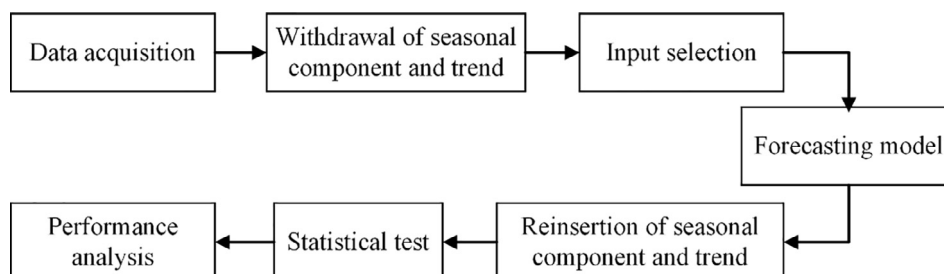 Data acquisition
Withdrawal of seasonal
component and trend
Input selection
Forecasting model
Reinsertion of seasonal
component and trend
Statistical test
Performance
analysis